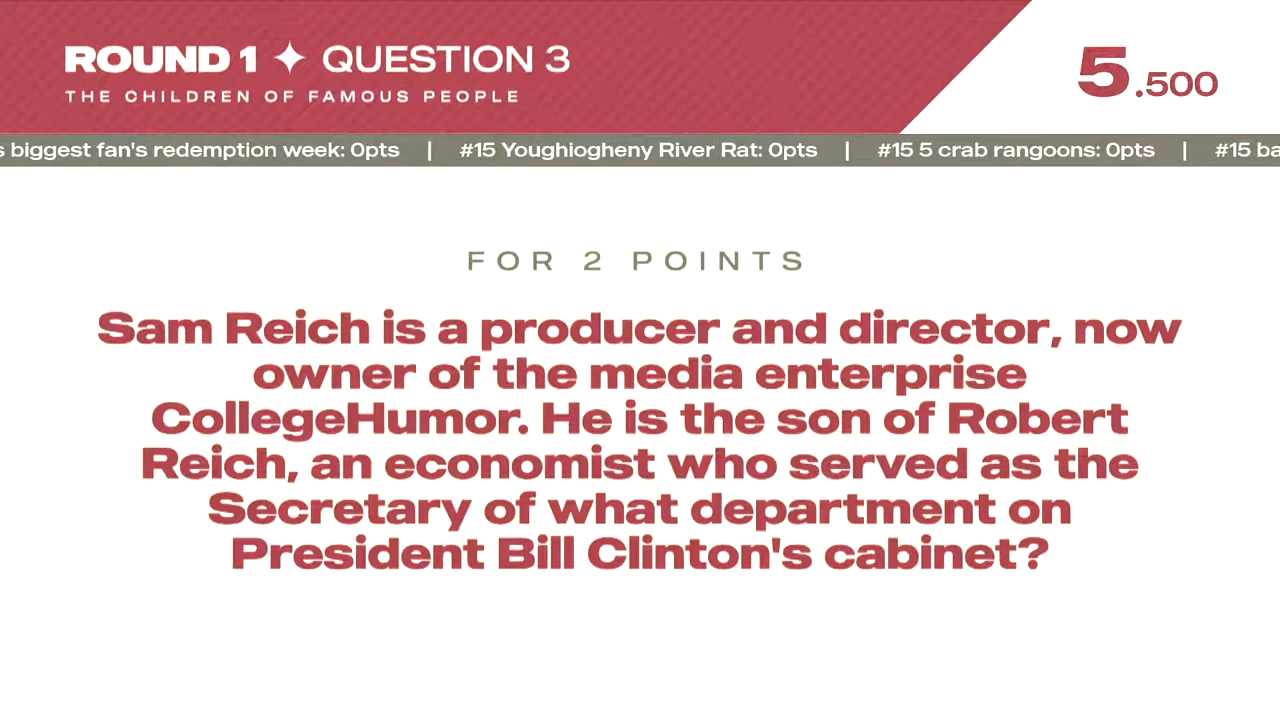 ROUND 1 ✦ QUESTION 3
5.500
THE CHILDREN OF FAMOUS PEOPLE
s biggest fan's redemption week: 0pts | #15 Youghiogheny River Rat: 0pts | #15 5 crab rangoons: 0pts | #15 ba
FOR 2 POINTS
Sam Reich is a producer and director, now
owner of the media enterprise
CollegeHumor. He is the son of Robert
Reich, an economist who served as the
Secretary of what department on
President Bill Clinton's cabinet?